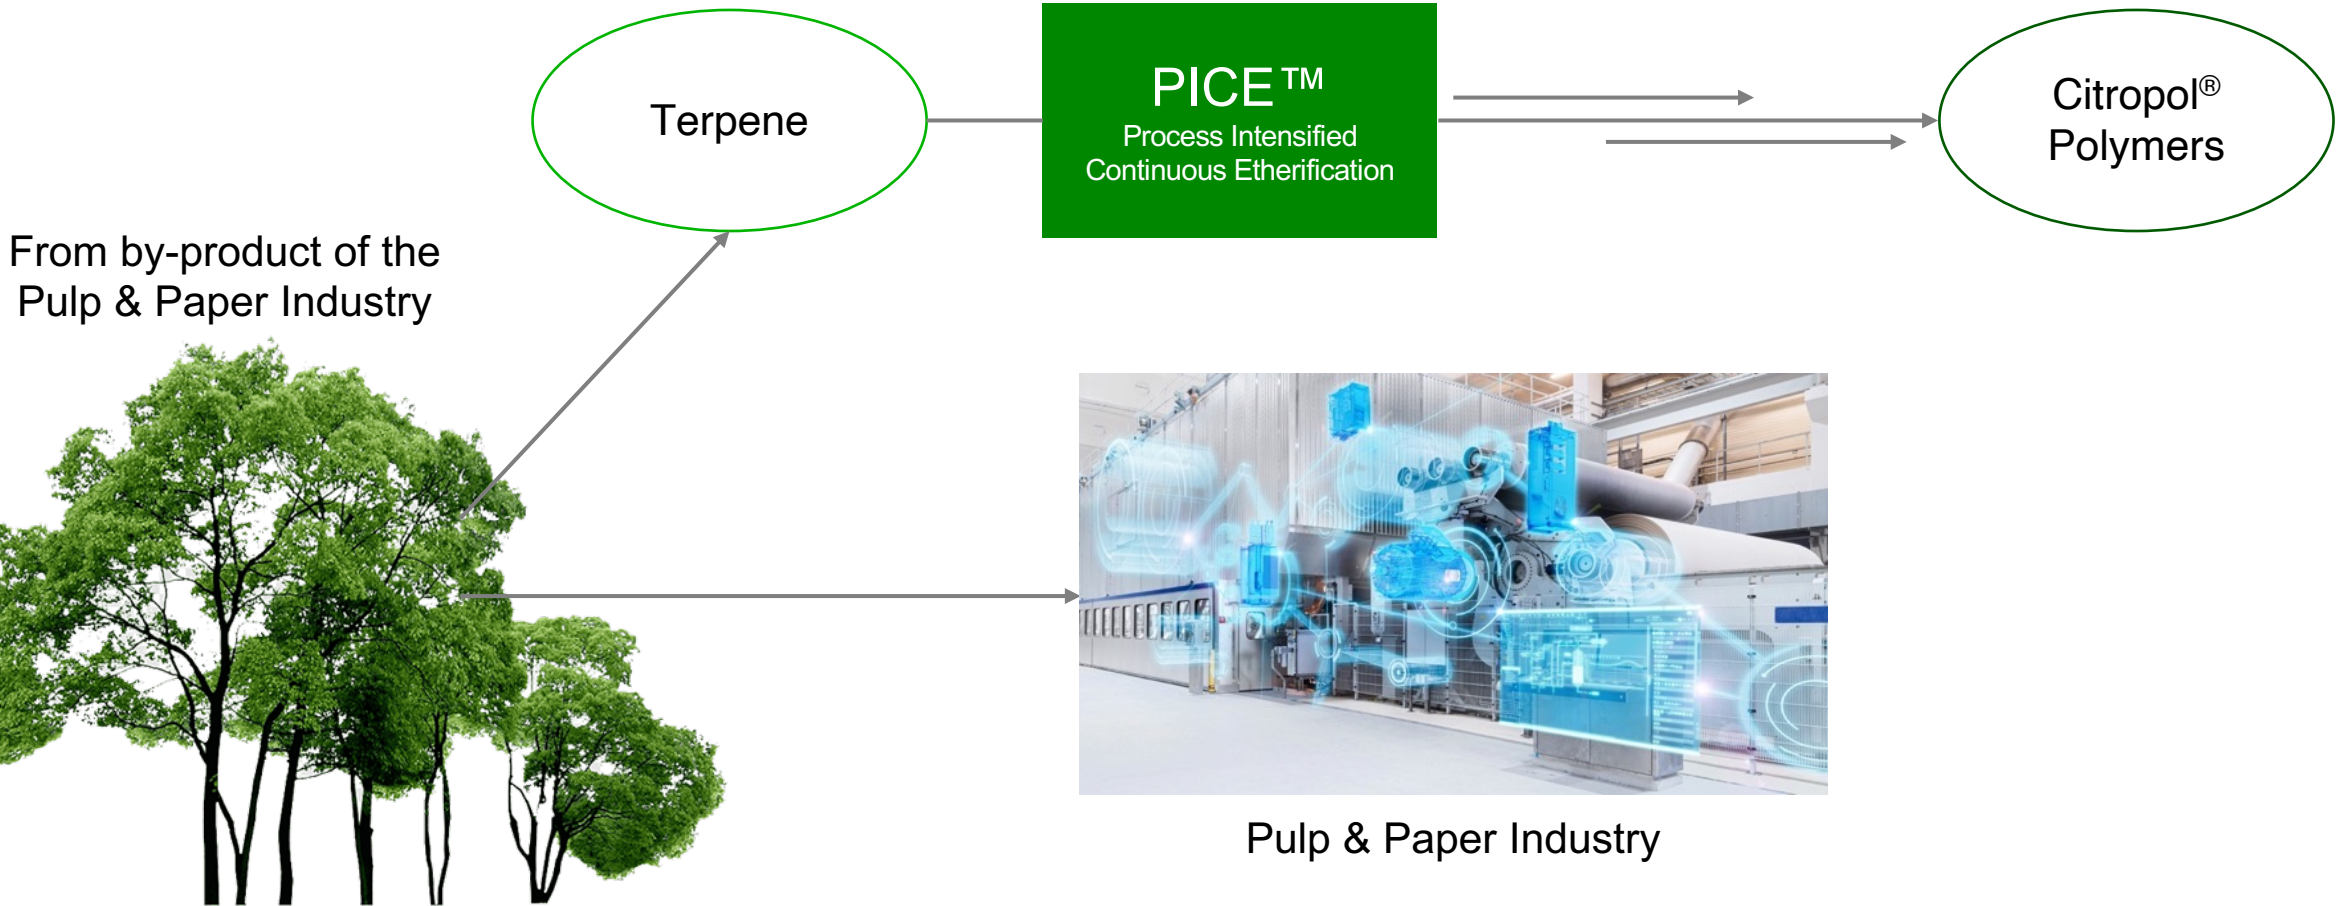 Terpene
PICE™
Process Intensified
Continuous Etherification
Citropol®
Polymers
From by-product of the
Pulp & Paper Industry
Pulp & Paper Industry